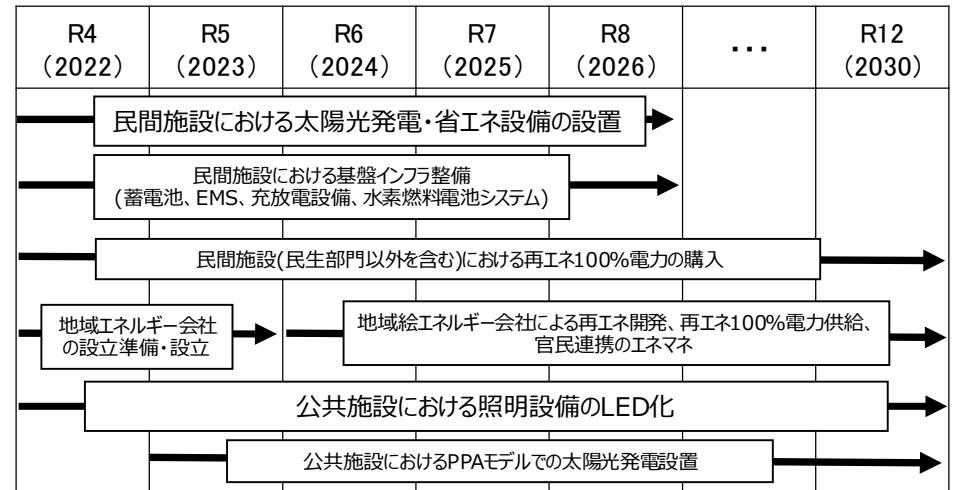 R4 R5 R6 R7 R8 ・・・ R12
（2022） （2023） （2024） （2025） （2026） （2030）
民間施設における太陽光発電・省エネ設備の設置
民間施設における基盤インフラ整備
(蓄電池、EMS、充放電設備、水素燃料電池システム)
民間施設(民生部門以外を含む)における再エネ100%電力の購入
地域エネルギー会社
の設立準備・設立
地域絵エネルギー会社による再エネ開発、再エネ100%電力供給、
官民連携のエネマネ
公共施設における照明設備のLED化
公共施設におけるPPAモデルでの太陽光発電設置